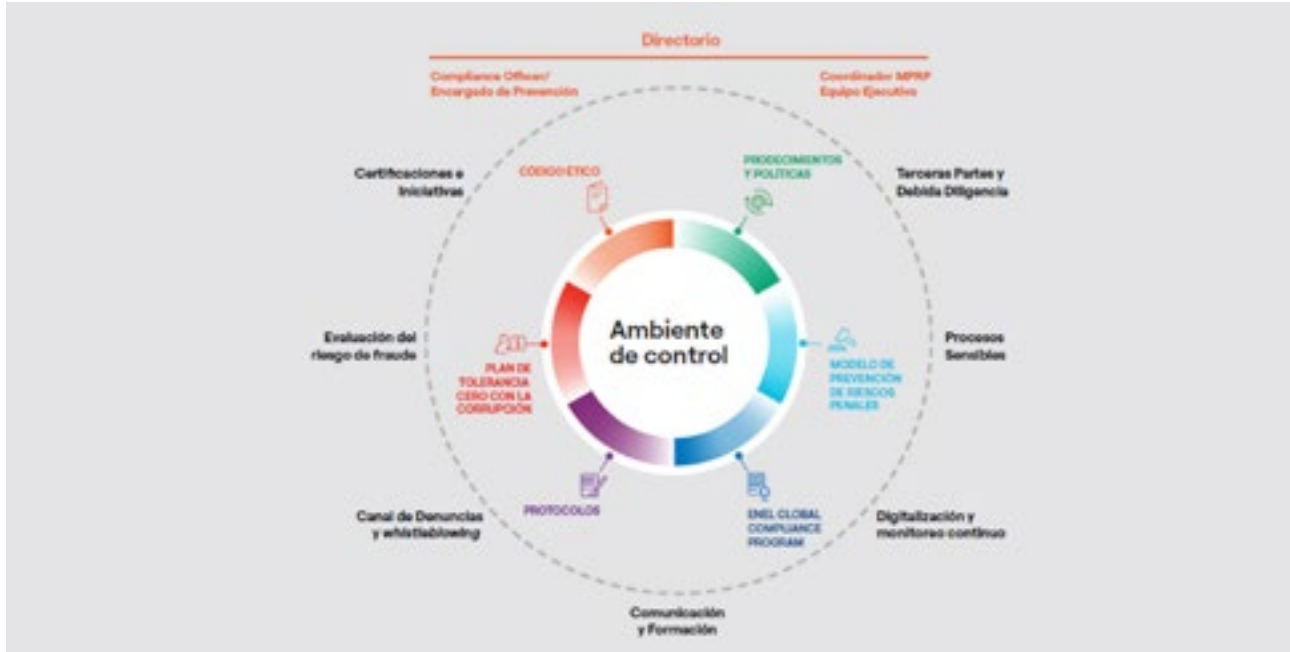 Directorio
Compliance Officer/
Encargado de Prevención
Coordinador MPRP
Equipo Ejecutivo
Certificaciones e
Iniciativas
CÓDIGO ÉTICO
PRODECIMIENTOS
Y POLÍTICAS
Terceras Partes y
Debida Diligencia
Evaluación del
riesgo de fraude
PLAN DE
TOLERANCIA
CERO CON LA
CORRUPCIÓN
Ambiente
de control
MODELO DE
PREVENCIÓN
DE RIESGOS
PENALES
Procesos
Sensibles
Canal de Denuncias
y whistleblowing
PROTOCOLOS
ENEL GLOBAL
COMPLIANCE
PROGRAM
Digitalización y
monitoreo continuo
Comunicación
y Formación